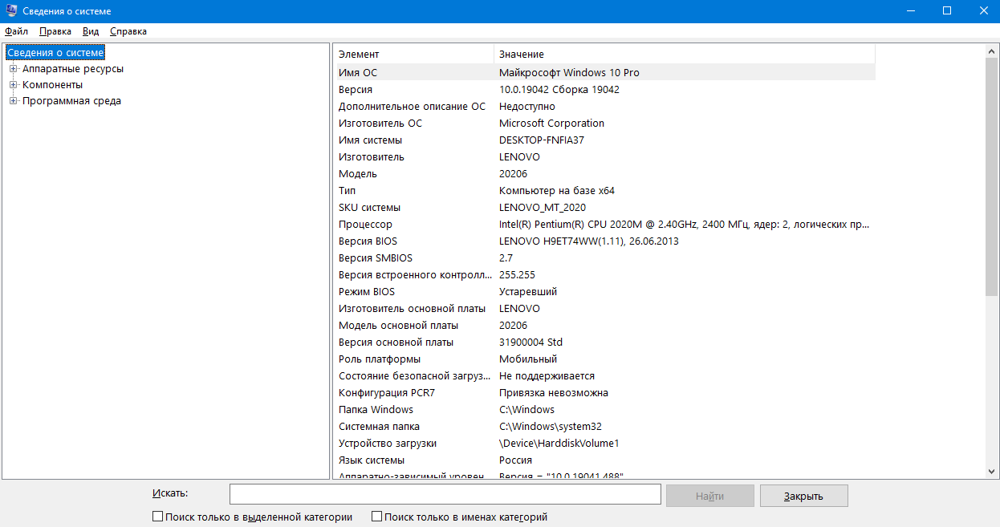 Сведения о системе
Файл Правка Вид Справка
Сведения о системе
Аппаратные ресурсы
Компоненты
Программная среда
Элемент Значение
Имя ОС Майкрософт Windows 10 Pro
Версия 10.0.19042 Сборка 19042
Дополнительное описание ОС Недоступно
Изготовитель ОС Microsoft Corporation
Имя системы DESKTOP-FNFIA37
Изготовитель LENOVO
Модель 20206
Тип Компьютер на базе x64
SKU системы LENOVO_MT_2020
Процессор Intel(R) Pentium(R) CPU 2020M @ 2.40GHz, 2400 МГц, ядер: 2, логических пр...
Версия BIOS LENOVO H9ET74WW(1.11), 26.06.2013
Версия SMBIOS 2.7
Версия встроенного контролл... 255.255
Режим BIOS Устаревший
Изготовитель основной платы LENOVO
Модель основной платы 20206
Версия основной платы 31900004 Std
Роль платформы Мобильный
Состояние безопасной загруз... Не поддерживается
Конфигурация PCR7 Привязка невозможна
Папка Windows C:\Windows
Системная папка C:\Windows\system32
Устройство загрузки \Device\HarddiskVolume1
Язык системы Россия
Аппаратно-зависимый уровен... Версия = "10.0.19041.488"
Искать: Найти Закрыть
Поиск только в выделенной категории Поиск только в именах категорий